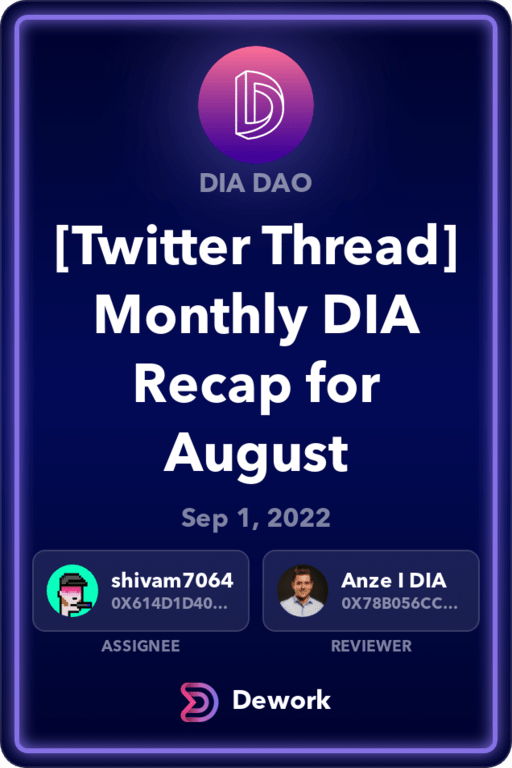 DIA DAO
[Twitter Thread]
Monthly DIA
Recap for
August
Sep 1, 2022
shivam7064
0X614D1D40...
ASSIGNEE
Anze I DIA
0X78B056CC...
REVIEWER
Dework